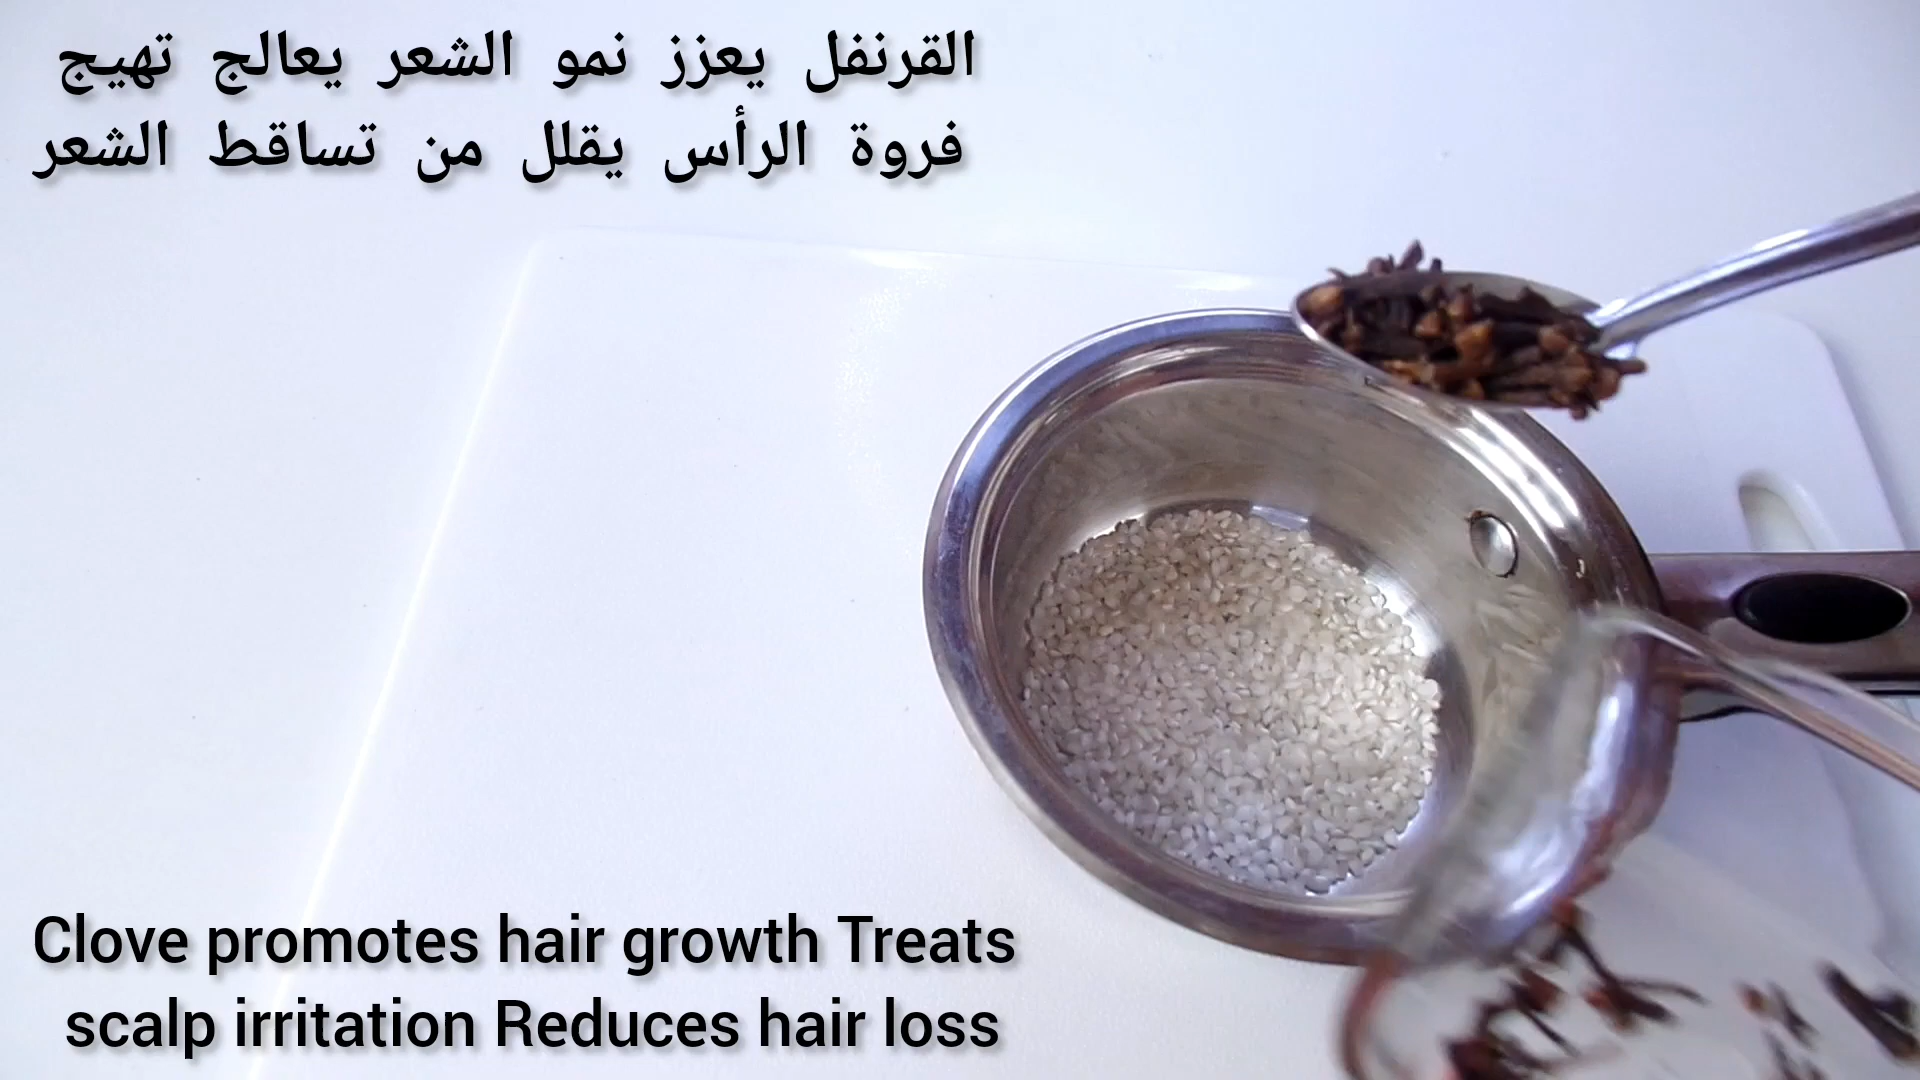 القرنفل يعزز نمو الشعر يعالج تهيج
فروة الرأس يقلل من تساقط الشعر
Clove promotes hair growth Treats
scalp irritation Reduces hair loss